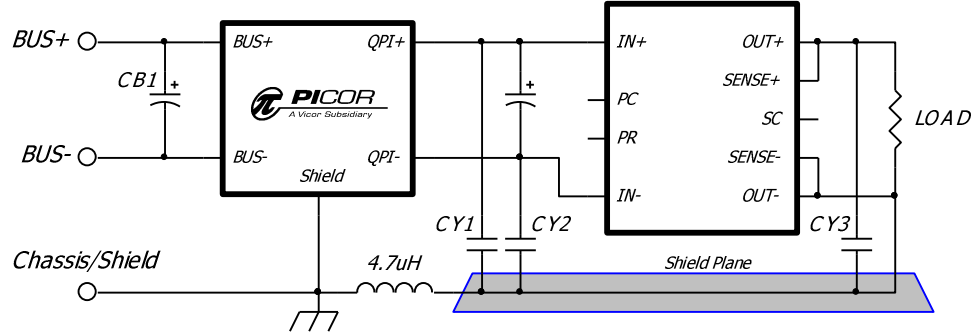 BUS+
BUS-
Chassis/Shield
CB1
+
BUS+
QPI+
PICOR
A Vicor Subsidiary
BUS-
QPI-
Shield
4.7uH
CY1
+
CY2
IN+
OUT+
SENSE+
PC
SC
PR
SENSE-
IN-
OUT-
CY3
LOAD
Shield Plane